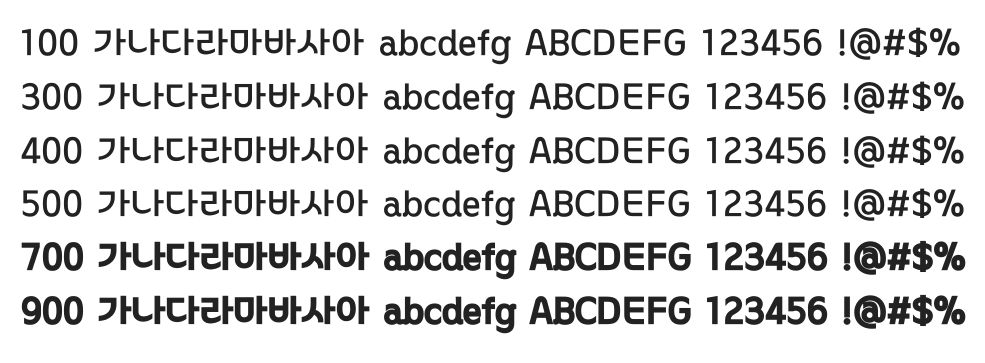 100 가나다라마바사아 abcdefg ABCDEFG 123456 !@#$%
300 가나다라마바사아 abcdefg ABCDEFG 123456 !@#$%
400 가나다라마바사아 abcdefg ABCDEFG 123456 !@#$%
500 가나다라마바사아 abcdefg ABCDEFG 123456 !@#$%
700 가나다라마바사아 abcdefg ABCDEFG 123456 !@#$%
900 가나다라마바사아 abcdefg ABCDEFG 123456 !@#$%